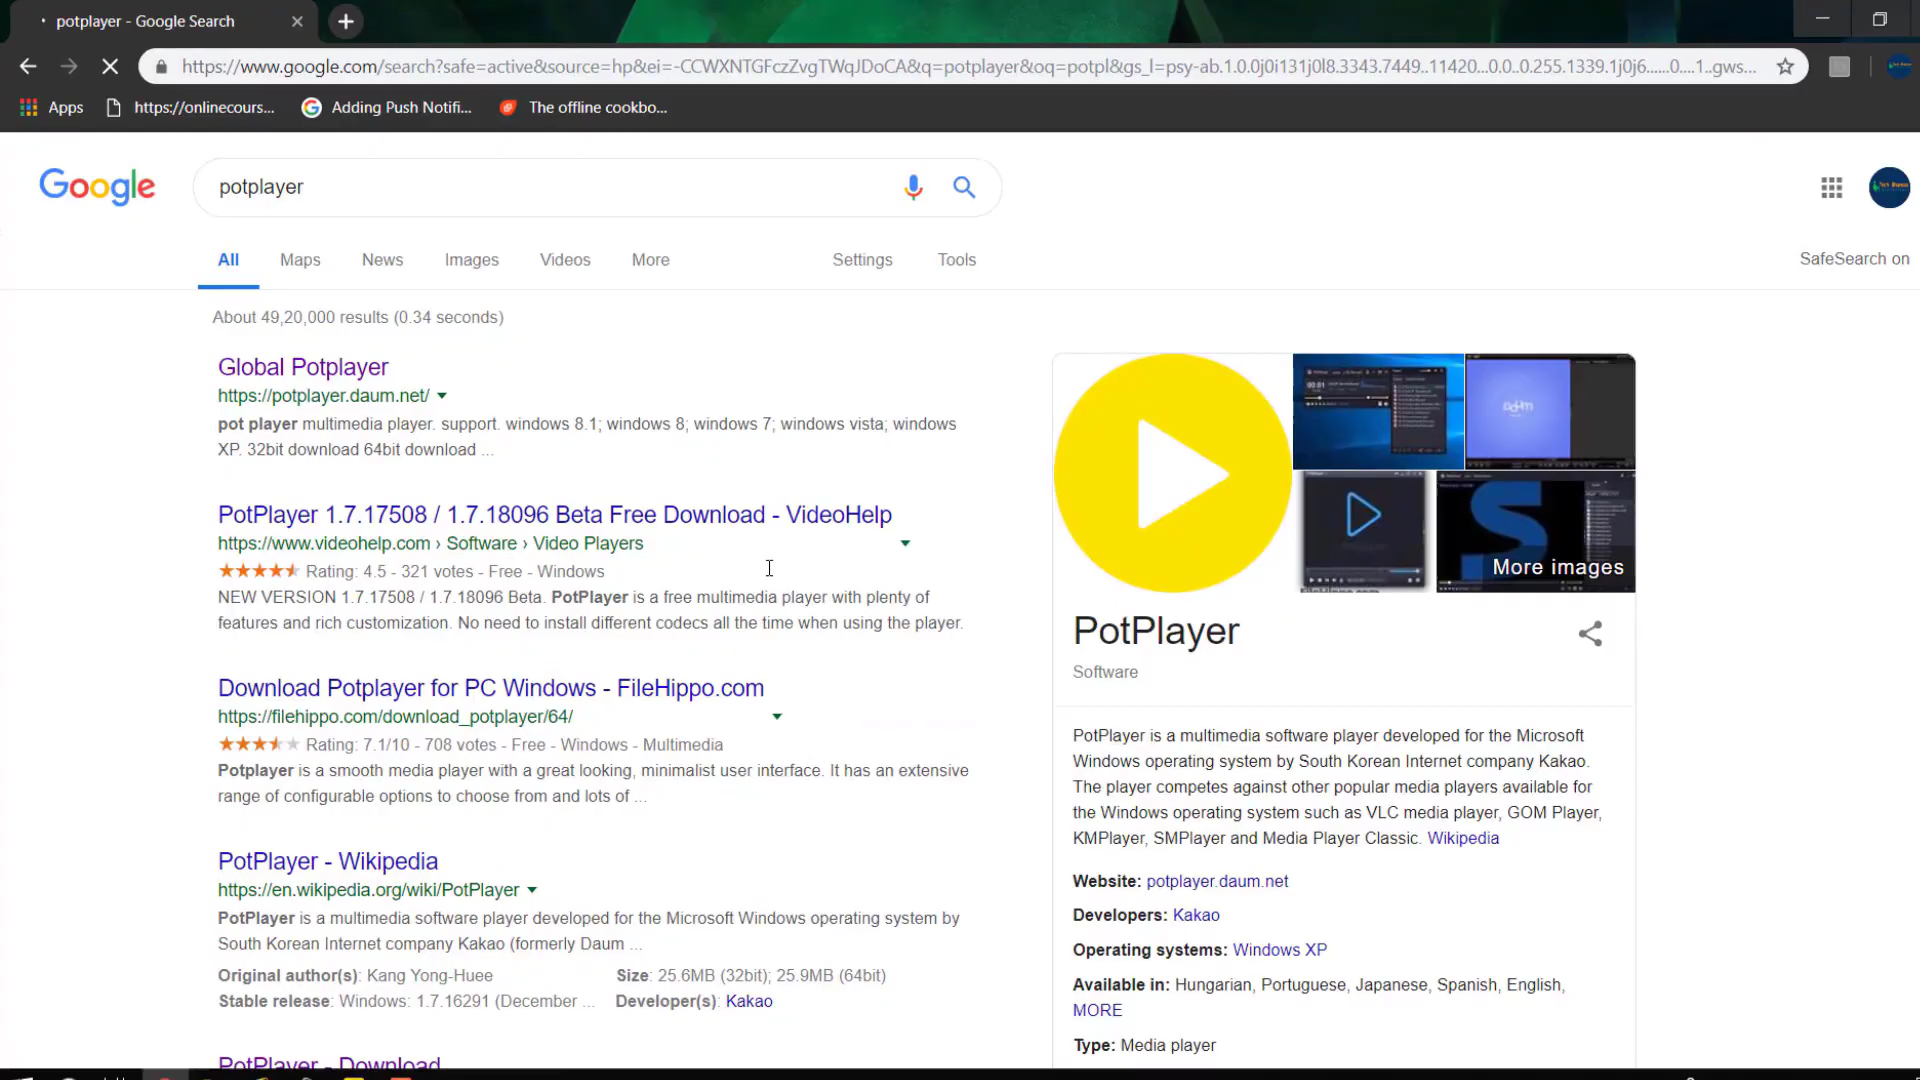 potplayer - Google Search
https://www.google.com/search?safe=active&source=hp&ei=-CCWXNTGFczZvgTWqJDoCA&q=potplayer&oq=potpl&gs_l=psy-ab.1.0.0j0i131j0l8.3343.7449..11420...0.0..0.255.1339.1j0j6......0....1..gws...
Apps
https://onlinecours...
Adding Push Notifi...
The offline cookbo...
Google
potplayer
All
Maps
News
Images
Videos
More
Settings
Tools
SafeSearch on
About 49,20,000 results (0.34 seconds)
Global Potplayer
https://potplayer.daum.net/
pot player multimedia player. support. windows 8.1; windows 8; windows 7; windows vista; windows
XP. 32bit download 64bit download ...
PotPlayer 1.7.17508 / 1.7.18096 Beta Free Download - VideoHelp
https://www.videohelp.com › Software › Video Players
Rating: 4.5 - 321 votes - Free - Windows
NEW VERSION 1.7.17508 / 1.7.18096 Beta. PotPlayer is a free multimedia player with plenty of
features and rich customization. No need to install different codecs all the time when using the player.
Download Potplayer for PC Windows - FileHippo.com
https://filehippo.com/download_potplayer/64/
Rating: 7.1/10 - 708 votes - Free - Windows - Multimedia
Potplayer is a smooth media player with a great looking, minimalist user interface. It has an extensive
range of configurable options to choose from and lots of ...
PotPlayer - Wikipedia
https://en.wikipedia.org/wiki/PotPlayer
PotPlayer is a multimedia software player developed for the Microsoft Windows operating system by
South Korean Internet company Kakao (formerly Daum ...
Original author(s): Kang Yong-Huee
Size: 25.6MB (32bit); 25.9MB (64bit)
Stable release: Windows: 1.7.16291 (December ...
Developer(s): Kakao
PotPlayer - Download
More images
PotPlayer
Software
PotPlayer is a multimedia software player developed for the Microsoft
Windows operating system by South Korean Internet company Kakao.
The player competes against other popular media players available for
the Windows operating system such as VLC media player, GOM Player,
KMPlayer, SMPlayer and Media Player Classic. Wikipedia
Website: potplayer.daum.net
Developers: Kakao
Operating systems: Windows XP
Available in: Hungarian, Portuguese, Japanese, Spanish, English,
MORE
Type: Media player